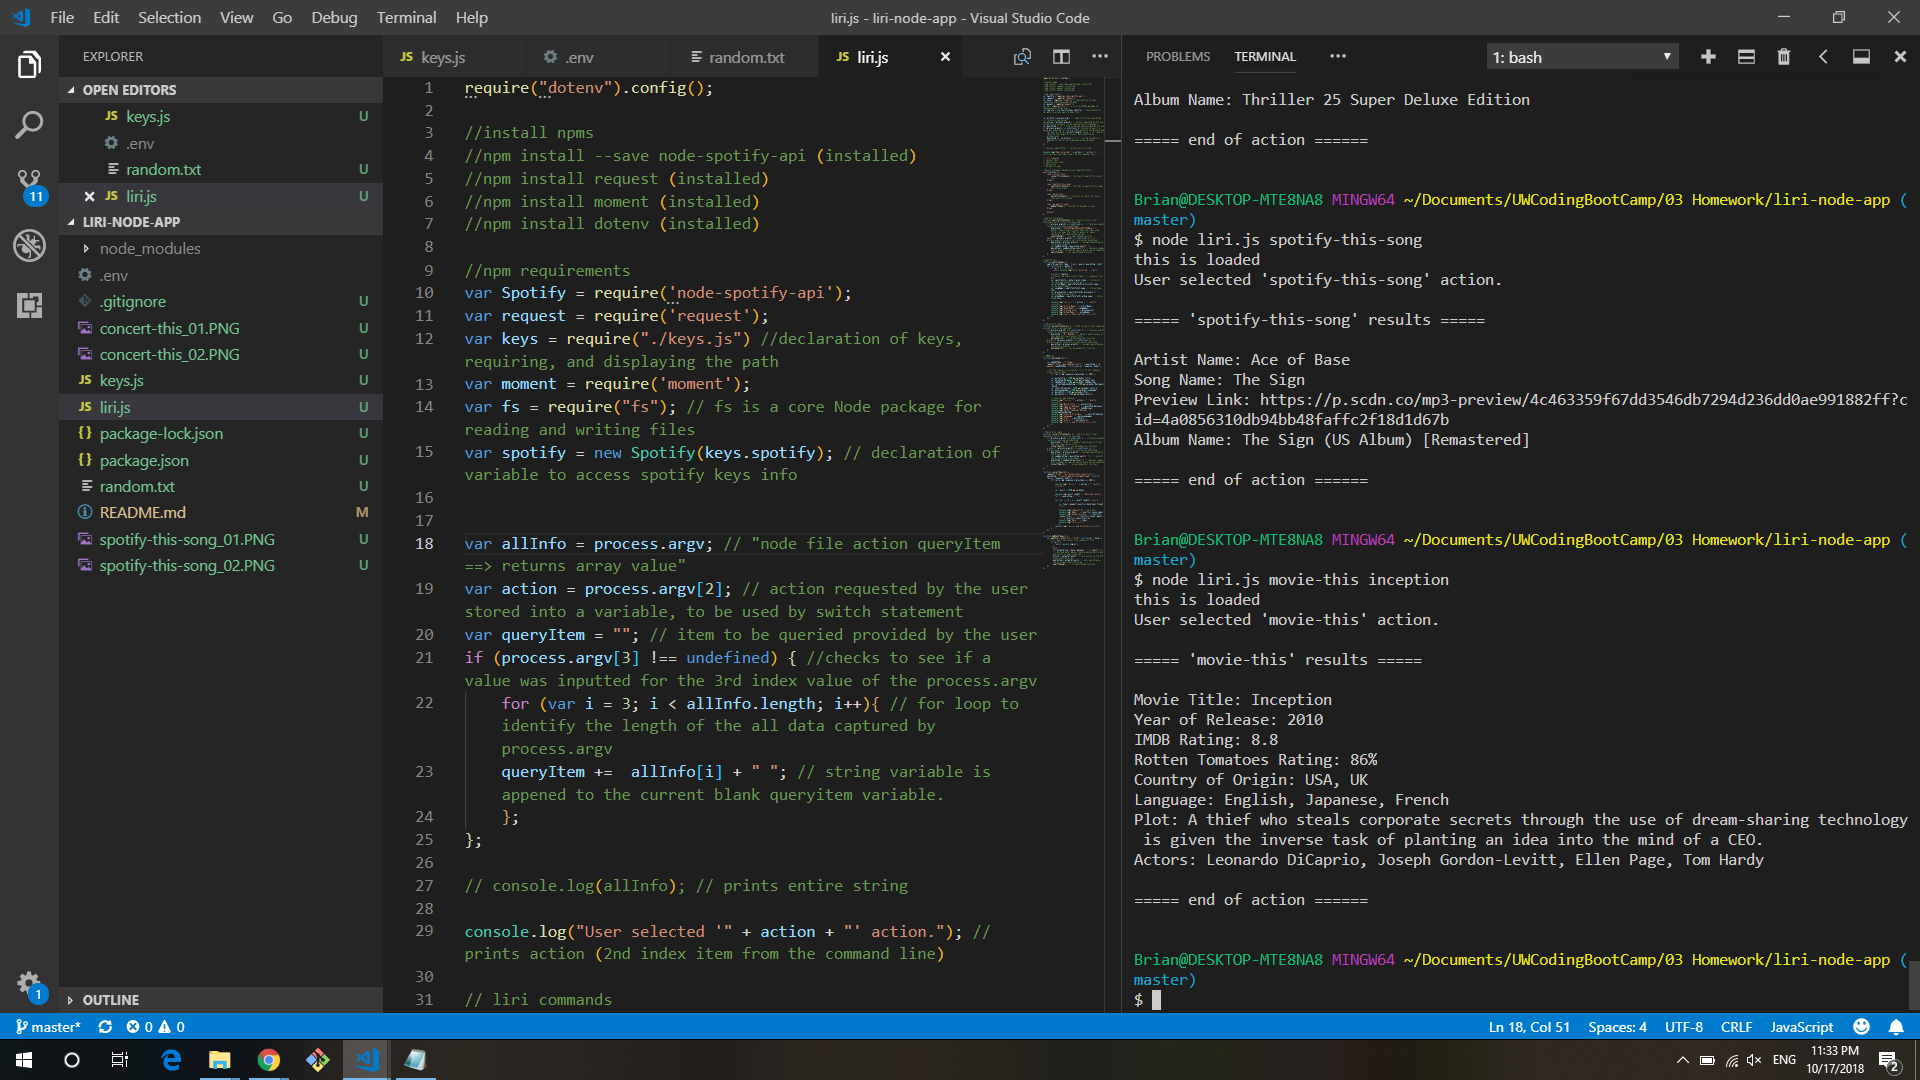 File Edit Selection View Go Debug Terminal Help
liri.js - liri-node-app - Visual Studio Code
EXPLORER
OPEN EDITORS
JS keys.js U
.env
random.txt U
JS liri.js U
LIRI-NODE-APP
node_modules
.env
.gitignore U
concert-this_01.PNG U
concert-this_02.PNG U
JS keys.js U
JS liri.js U
{} package-lock.json U
{} package.json U
random.txt U
README.md M
spotify-this-song_01.PNG U
spotify-this-song_02.PNG U
OUTLINE
11
1
JS keys.js
.env
random.txt
JS liri.js
1 require("dotenv").config();
2
3 //install npms
4 //npm install --save node-spotify-api (installed)
5 //npm install request (installed)
6 //npm install moment (installed)
7 //npm install dotenv (installed)
8
9 //npm requirements
10 var Spotify = require('node-spotify-api');
11 var request = require('request');
12 var keys = require("./keys.js") //declaration of keys,
requiring, and displaying the path
13 var moment = require('moment');
14 var fs = require("fs"); // fs is a core Node package for
reading and writing files
15 var spotify = new Spotify(keys.spotify); // declaration of
variable to access spotify keys info
16
17
18 var allInfo = process.argv; // "node file action queryItem
==> returns array value"
19 var action = process.argv[2]; // action requested by the user
stored into a variable, to be used by switch statement
20 var queryItem = ""; // item to be queried provided by the user
21 if (process.argv[3] !== undefined) { //checks to see if a
value was inputted for the 3rd index value of the process.argv
22 for (var i = 3; i < allInfo.length; i++){ // for loop to
identify the length of the all data captured by
process.argv
23 queryItem +=  allInfo[i] + " "; // string variable is
appened to the current blank queryitem variable.
24 };
25 };
26
27 // console.log(allInfo); // prints entire string
28
29 console.log("User selected '" + action + "' action."); //
prints action (2nd index item from the command line)
30
31 // liri commands
PROBLEMS TERMINAL
1: bash
Album Name: Thriller 25 Super Deluxe Edition
===== end of action ======
Brian@DESKTOP-MTE8NA8 MINGW64 ~/Documents/UWCodingBootCamp/03 Homework/liri-node-app (
master)
$ node liri.js spotify-this-song
this is loaded
User selected 'spotify-this-song' action.
===== 'spotify-this-song' results =====
Artist Name: Ace of Base
Song Name: The Sign
Preview Link: https://p.scdn.co/mp3-preview/4c463359f67dd3546db7294d236dd0ae991882ff?c
id=4a0856310db94bb48faffc2f18d1d67b
Album Name: The Sign (US Album) [Remastered]
===== end of action ======
Brian@DESKTOP-MTE8NA8 MINGW64 ~/Documents/UWCodingBootCamp/03 Homework/liri-node-app (
master)
$ node liri.js movie-this inception
this is loaded
User selected 'movie-this' action.
===== 'movie-this' results =====
Movie Title: Inception
Year of Release: 2010
IMDB Rating: 8.8
Rotten Tomatoes Rating: 86%
Country of Origin: USA, UK
Language: English, Japanese, French
Plot: A thief who steals corporate secrets through the use of dream-sharing technology
is given the inverse task of planting an idea into the mind of a CEO.
Actors: Leonardo DiCaprio, Joseph Gordon-Levitt, Ellen Page, Tom Hardy
===== end of action ======
Brian@DESKTOP-MTE8NA8 MINGW64 ~/Documents/UWCodingBootCamp/03 Homework/liri-node-app (
master)
$
master* 0 0
Ln 18, Col 51 Spaces: 4 UTF-8 CRLF JavaScript
ENG
11:33 PM
10/17/2018
2